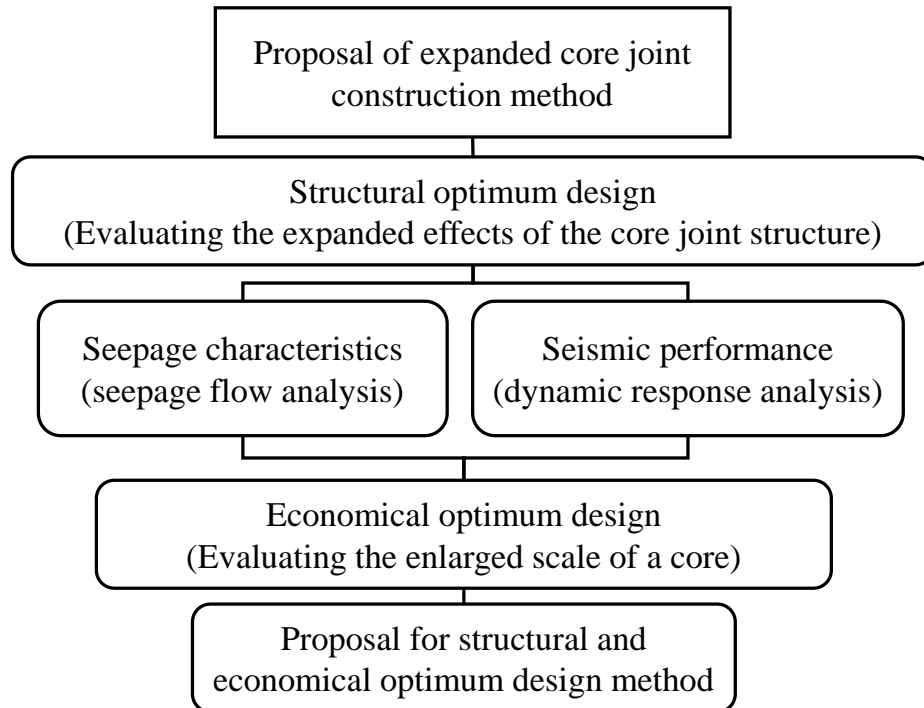 Proposal of expanded core joint
construction method
Structural optimum design
(Evaluating the expanded effects of the core joint structure)
Seepage characteristics
(seepage flow analysis)
Seismic performance
(dynamic response analysis)
Economical optimum design
(Evaluating the enlarged scale of a core)
Proposal for structural and
economical optimum design method